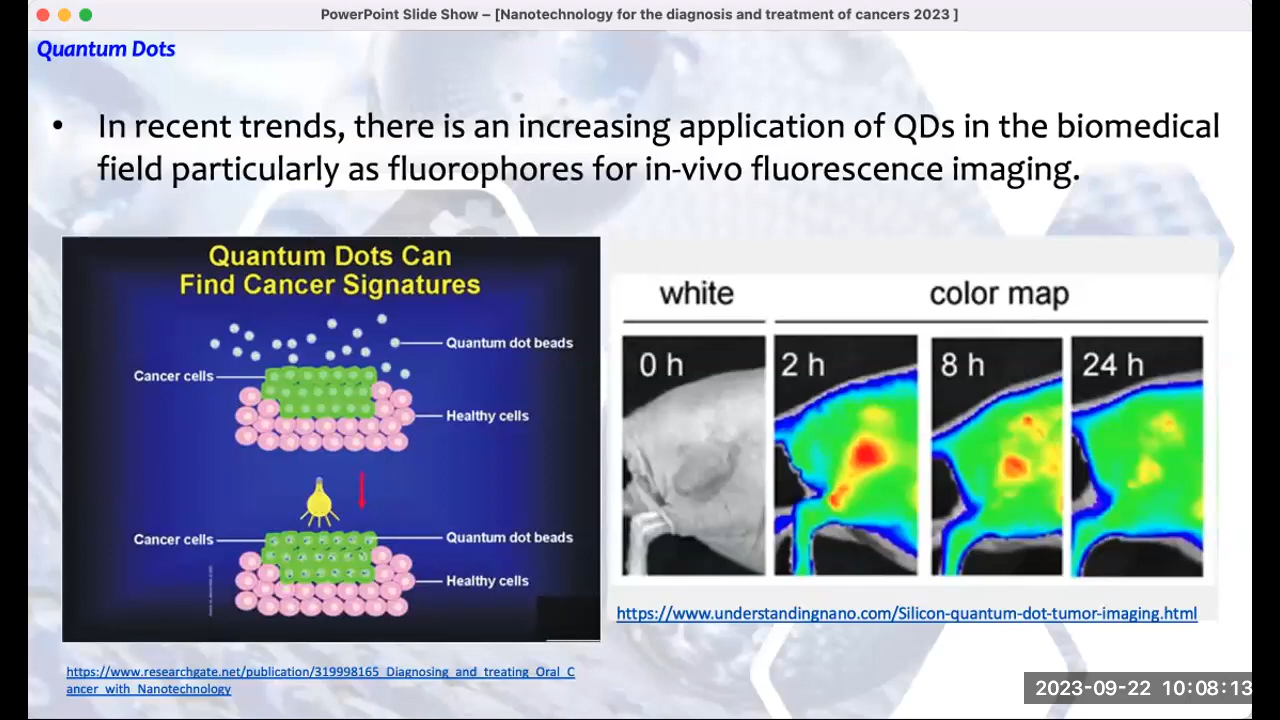 PowerPoint Slide Show – [Nanotechnology for the diagnosis and treatment of cancers 2023 ]
Quantum Dots
• In recent trends, there is an increasing application of QDs in the biomedical
field particularly as fluorophores for in-vivo fluorescence imaging.
Quantum Dots Can
Find Cancer Signatures
Quantum dot beads
Cancer cells
Healthy cells
Cancer cells
Quantum dot beads
Healthy cells
white
color map
0 h
2 h
8 h
24 h
https://www.understandingnano.com/Silicon-quantum-dot-tumor-imaging.html
https://www.researchgate.net/publication/319998165_Diagnosing_and_treating_Oral_C
ancer_with_Nanotechnology
2023-09-22 10:08:13